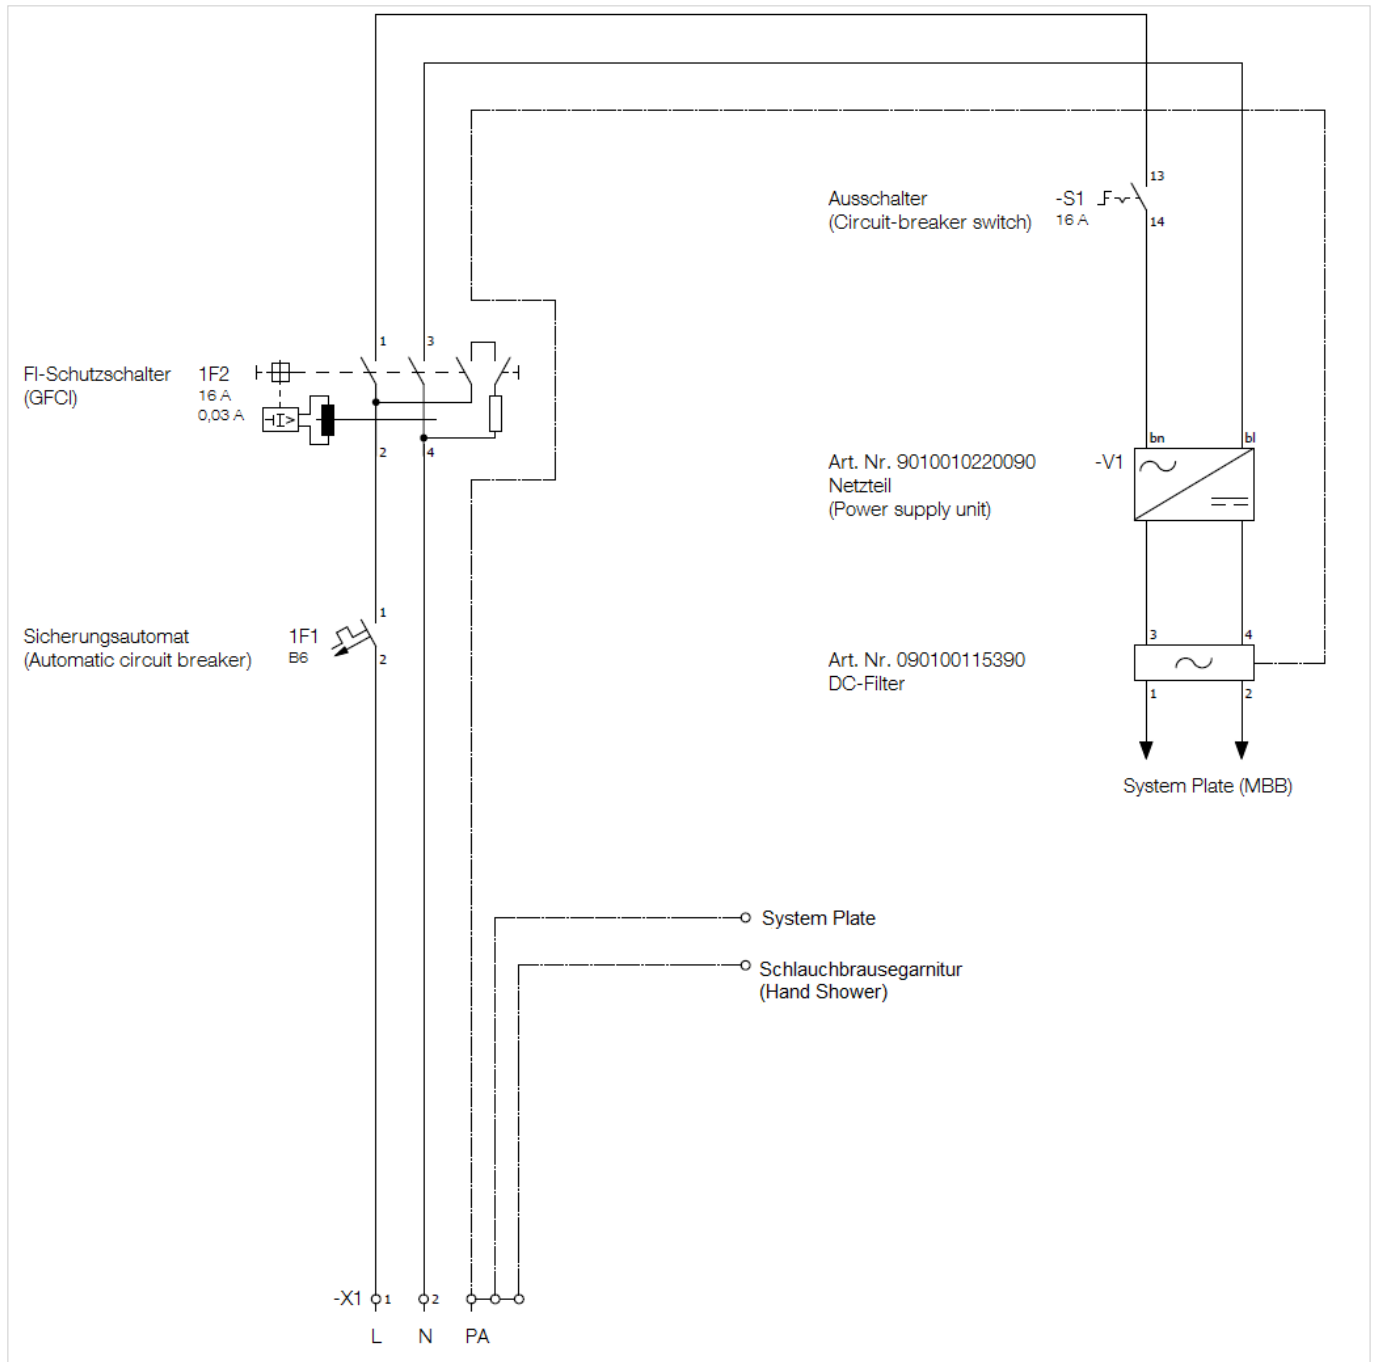 13
Ausschalter -S1
(Circuit-breaker switch) 16 A 14
1 3
FI-Schutzschalter 1F2
(GFCI) 16 A
0,03 A
I>
2 4
bn bl
Art. Nr. 9010010220090 -V1
Netzteil
(Power supply unit)
1
Sicherungsautomat 1F1
(Automatic circuit breaker) B6 2
3 4
Art. Nr. 090100115390
DC-Filter
1 2
System Plate (MBB)
System Plate
Schlauchbrausegarnitur
(Hand Shower)
-X1 1 2
L N PA